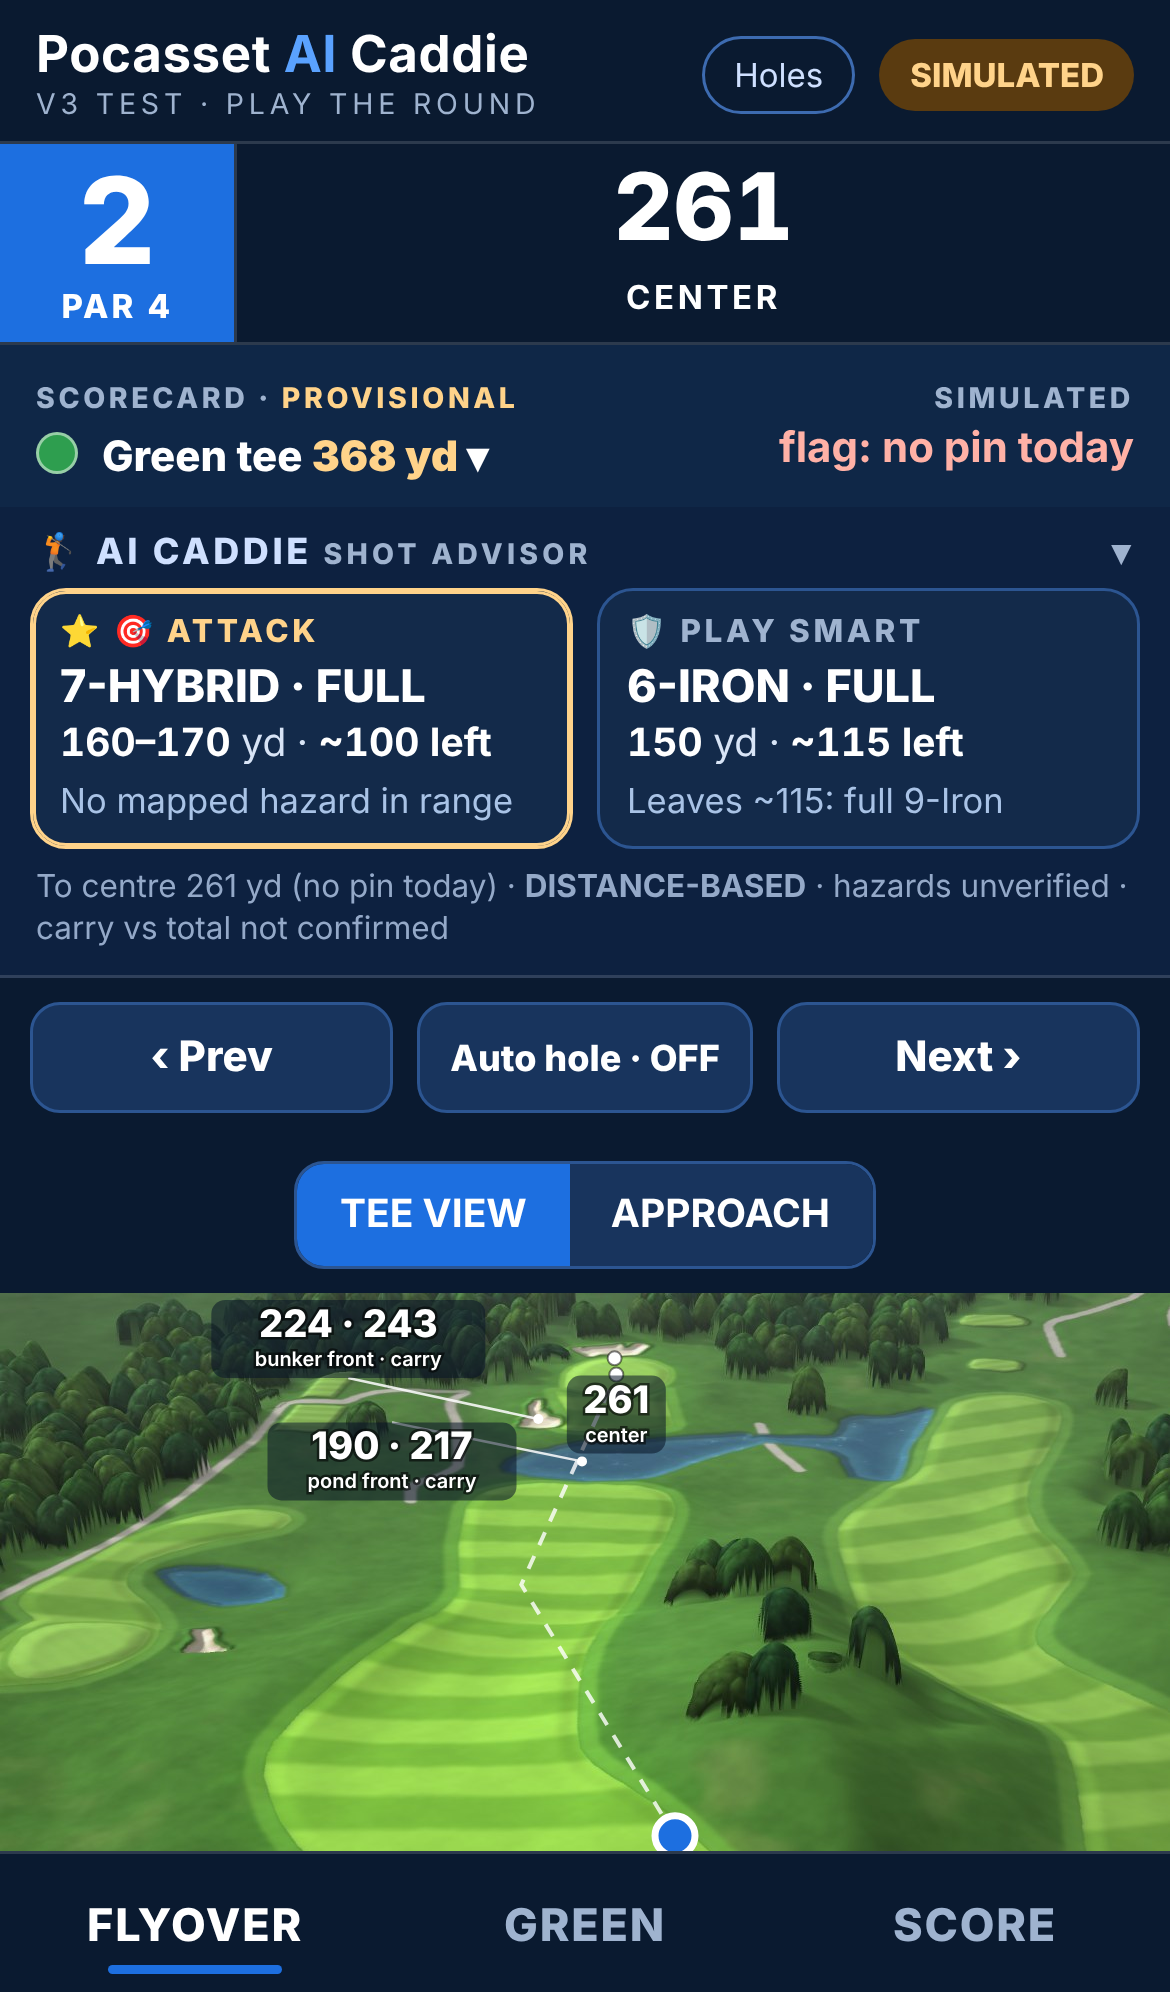 Pocasset AI Caddie
V3 TEST · PLAY THE ROUND
Holes
SIMULATED
2
PAR 4
261
CENTER
SCORECARD · PROVISIONAL
Green tee 368 yd ▾
SIMULATED
flag: no pin today
AI CADDIE SHOT ADVISOR
▾
ATTACK
7-HYBRID · FULL
160–170 yd · ~100 left
No mapped hazard in range
PLAY SMART
6-IRON · FULL
150 yd · ~115 left
Leaves ~115: full 9-Iron
To centre 261 yd (no pin today) · DISTANCE-BASED · hazards unverified ·
carry vs total not confirmed
‹ Prev
Auto hole · OFF
Next ›
TEE VIEW
APPROACH
224 · 243
bunker front · carry
261
center
190 · 217
pond front · carry
FLYOVER
GREEN
SCORE